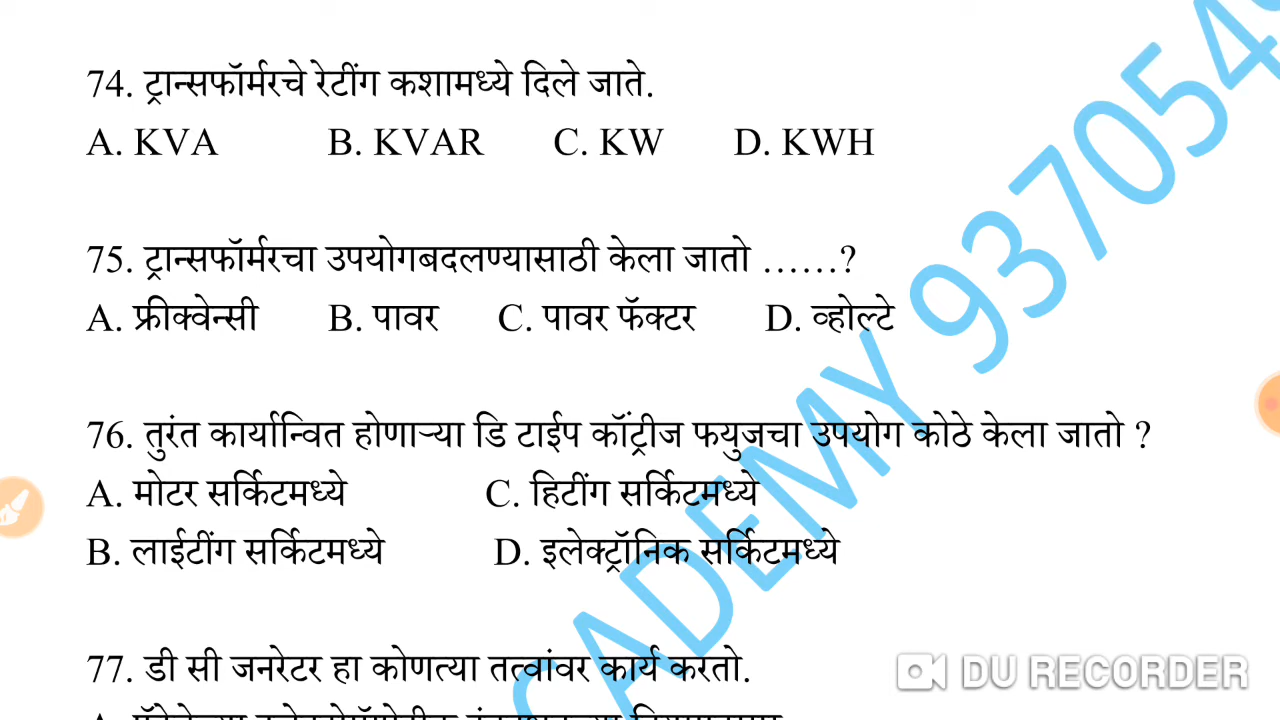 74. ट्रान्सफॉर्मरचे रेटींग कशामध्ये दिले जाते.
A. KVA B. KVAR C. KW D. KWH
75. ट्रान्सफॉर्मरचा उपयोगबदलण्यासाठी केला जातो ……?
A. फ्रीक्वेन्सी B. पावर C. पावर फॅक्टर D. व्होल्टे
76. तुरंत कार्यान्वित होणाऱ्या डि टाईप कॉट्रींज फयुजचा उपयोग कोठे केला जातो ?
A. मोटर सर्किटमध्ये C. हिटींग सर्किटमध्ये
B. लाईटींग सर्किटमध्ये D. इलेक्ट्रॉनिक सर्किटमध्ये
77. डी सी जनरेटर हा कोणत्या तत्वांवर कार्य करतो.
CADEMY 937054
DU RECORDER